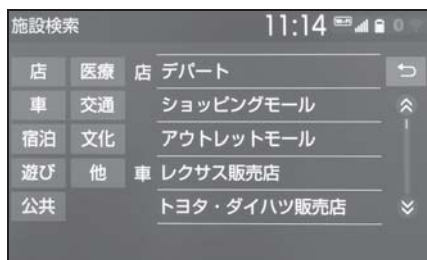 施設検索 11:14
店 医療 店 デパート
車 交通 ショッピングモール
宿泊 文化 アウトレットモール
遊び 他 車 レクサス販売店
公共 トヨタ・ダイハツ販売店